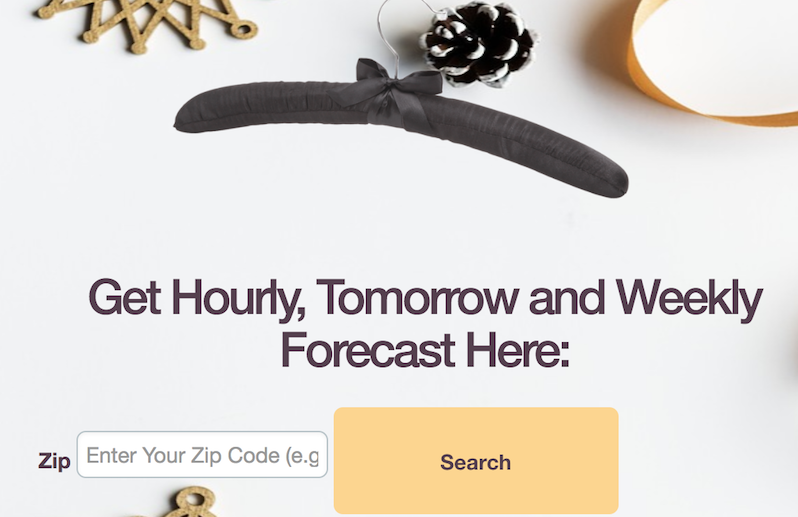 Get Hourly, Tomorrow and Weekly
Forecast Here:
Zip Enter Your Zip Code (e.g
Search